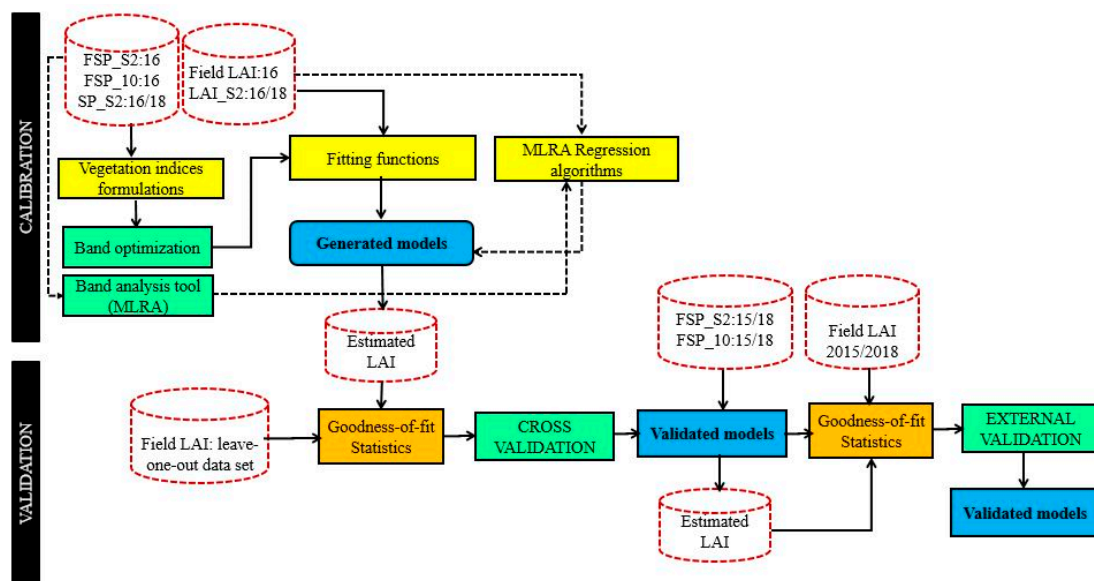 CALIBRATION
FSP_S2:16
FSP_10:16
SP_S2:16/18
Field LAI:16
LAI_S2:16/18
Vegetation indices
formulations
Fitting functions
MLRA Regression
algorithms
Band optimization
Generated models
Band analysis tool
(MLRA)
Estimated
LAI
FSP_S2:15/18
FSP_10:15/18
Field LAI
2015/2018
VALIDATION
Field LAI: leave-
one-out data set
Goodness-of-fit
Statistics
CROSS
VALIDATION
Validated models
Goodness-of-fit
Statistics
EXTERNAL
VALIDATION
Estimated
LAI
Validated models